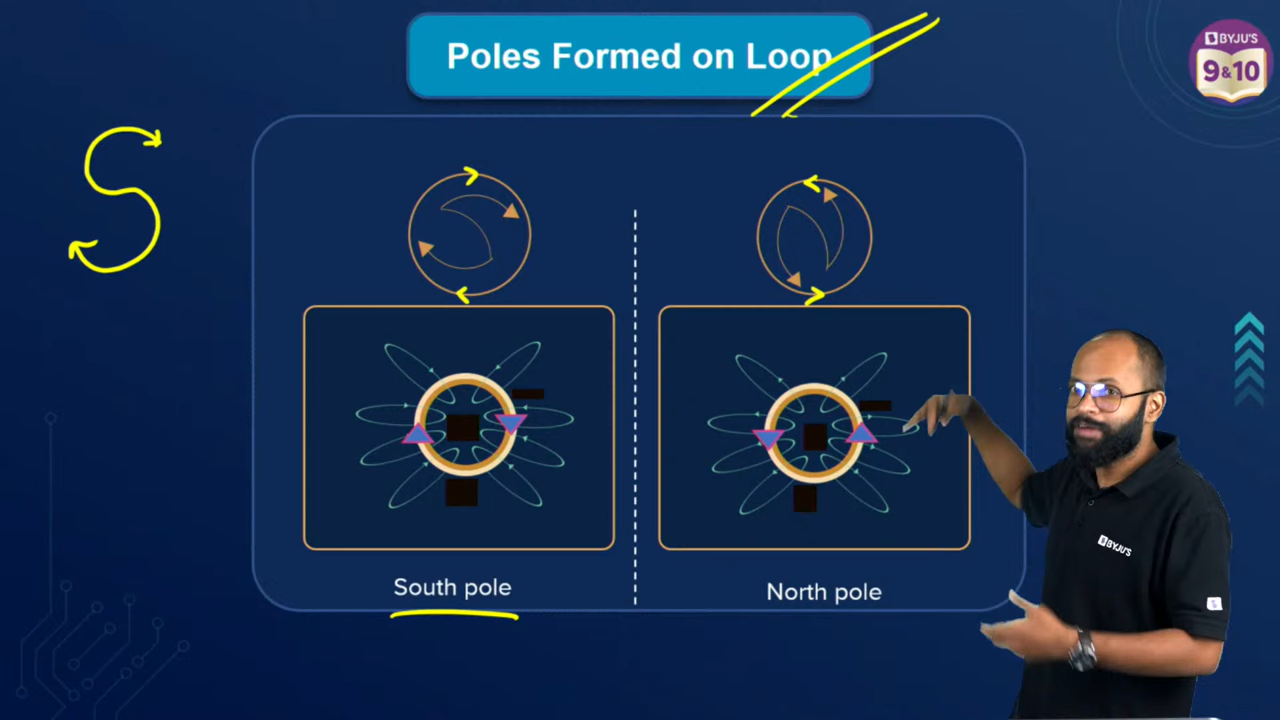 Poles Formed on Loop
BYJU'S
9&10
S
South pole
North pole
BYJU'S